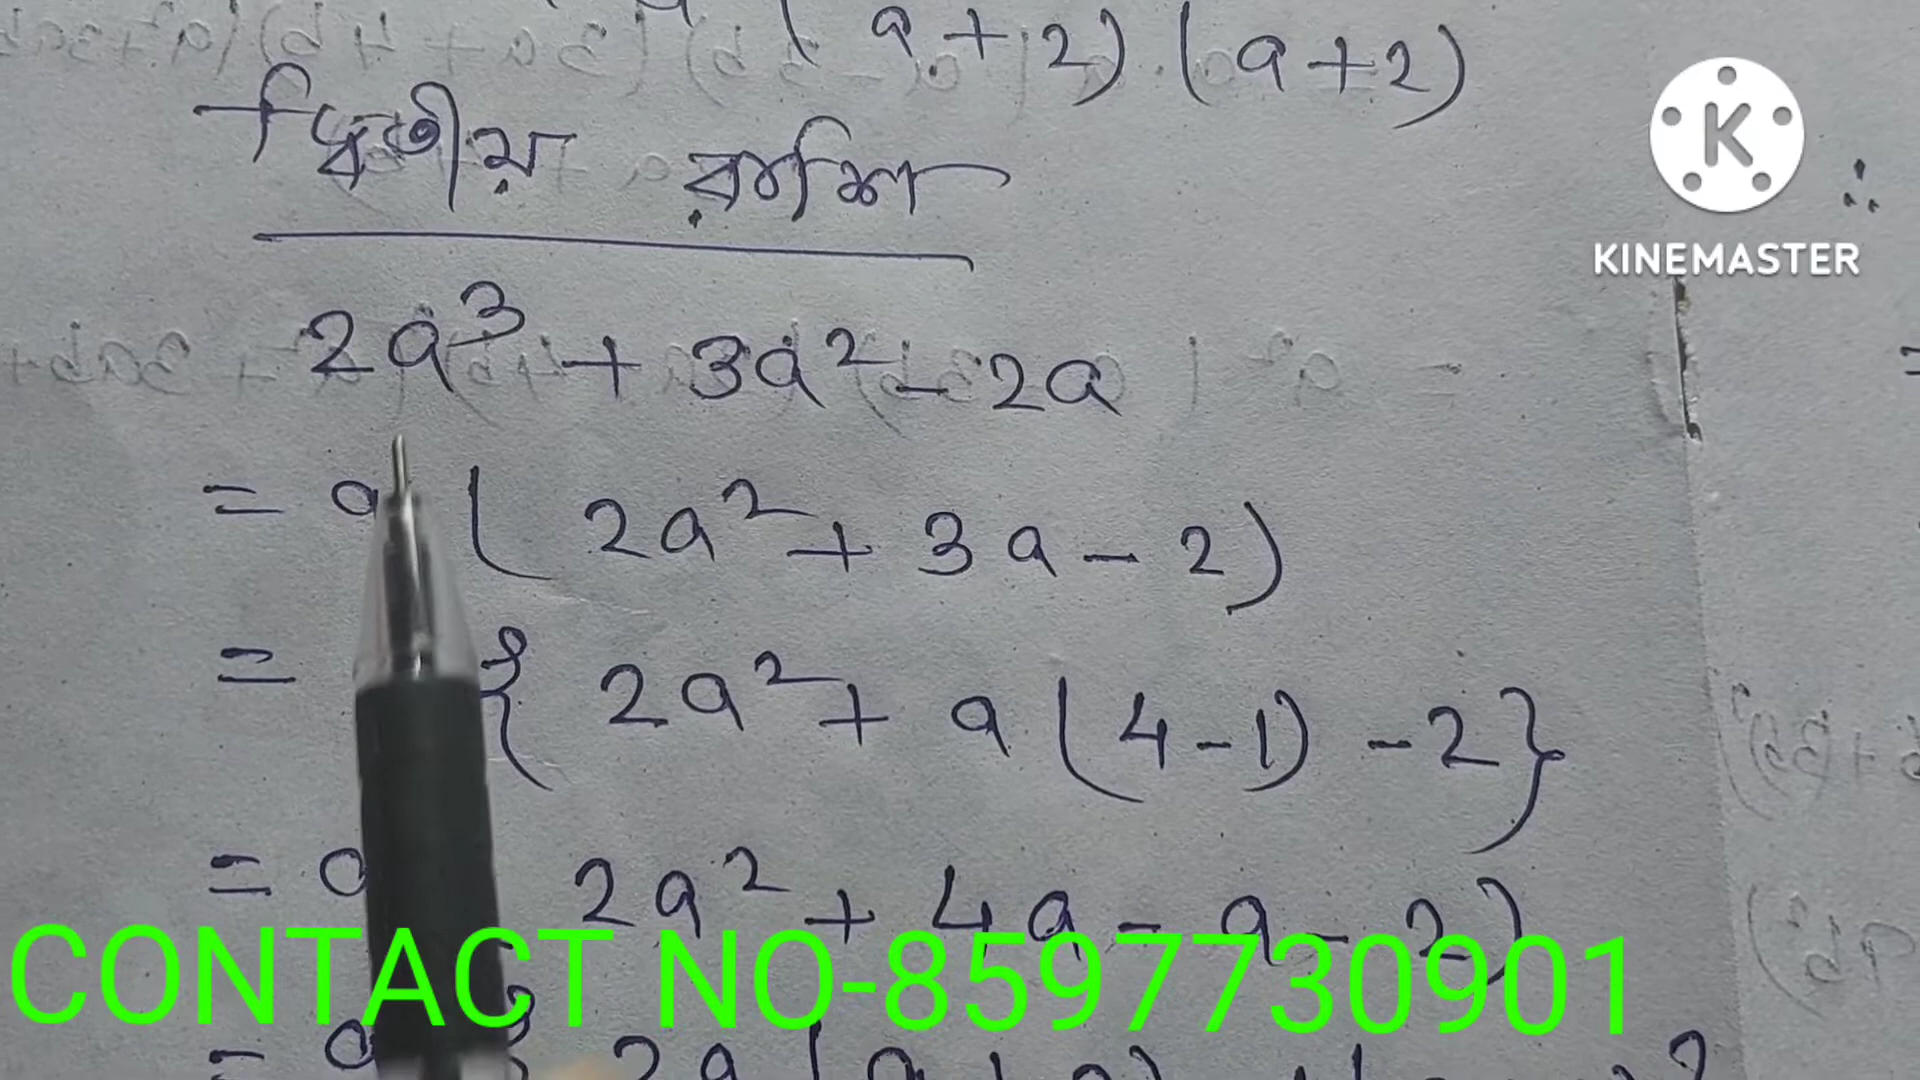 (a + 2) (a + 2)
K
KINEMASTER
দ্বিতীয় রাশি
∴
2a³ + 3a² - 2a
= a ( 2a² + 3a - 2)
= { 2a² + a (4-1) - 2}
= a 2a² + 4a - a - 2)
CONTACT NO-8597730901
= a { 2a (a +